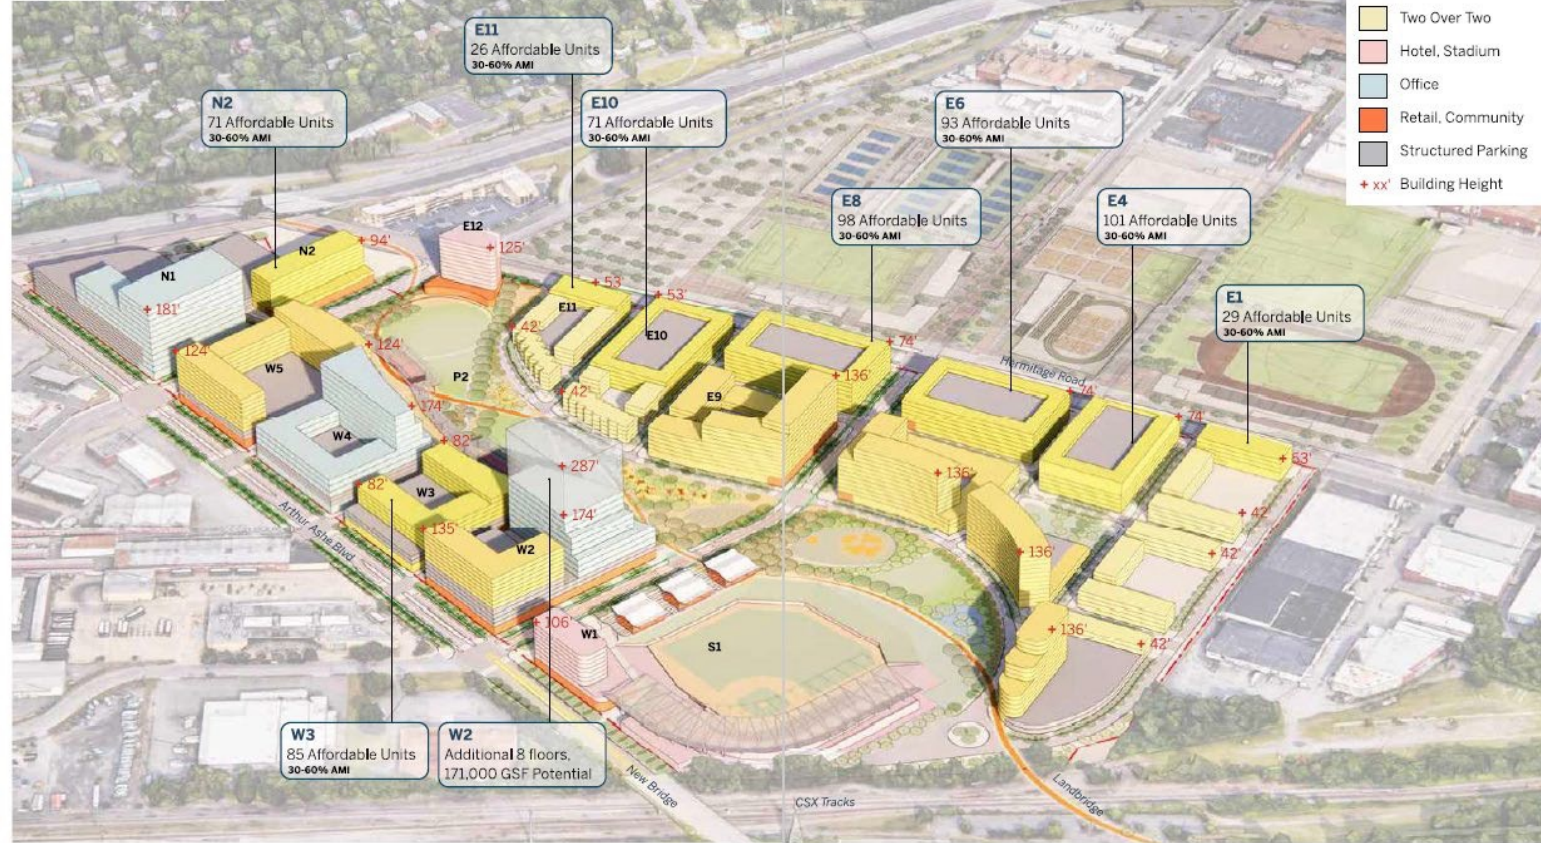 E11
26 Affordable Units
30-60% AMI
N2
71 Affordable Units
30-60% AMI
E10
71 Affordable Units
30-60% AMI
E6
93 Affordable Units
30-60% AMI
E8
98 Affordable Units
30-60% AMI
E4
101 Affordable Units
30-60% AMI
E1
29 Affordable Units
30-60% AMI
Two Over Two
Hotel, Stadium
Office
Retail, Community
Structured Parking
+ xx' Building Height
E12
+ 125'
N2
+ 94'
N1
+ 181'
+ 53'
E11
+ 53'
+ 42'
E10
+ 74'
+ 124'
+ 124'
W5
P2
+ 136'
Hermitage Road
+ 42'
E9
+ 74'
+ 174'
+ 74'
W4
+ 82'
+ 53'
+ 287'
+ 136'
+ 82'
W3
+ 174'
+ 42'
Arthur Ashe Blvd
+ 135'
W2
+ 136'
+ 42'
+ 106'
W1
S1
+ 136'
+ 42'
W3
85 Affordable Units
30-60% AMI
W2
Additional 8 floors,
171,000 GSF Potential
New Bridge
CSX Tracks
Landbridge